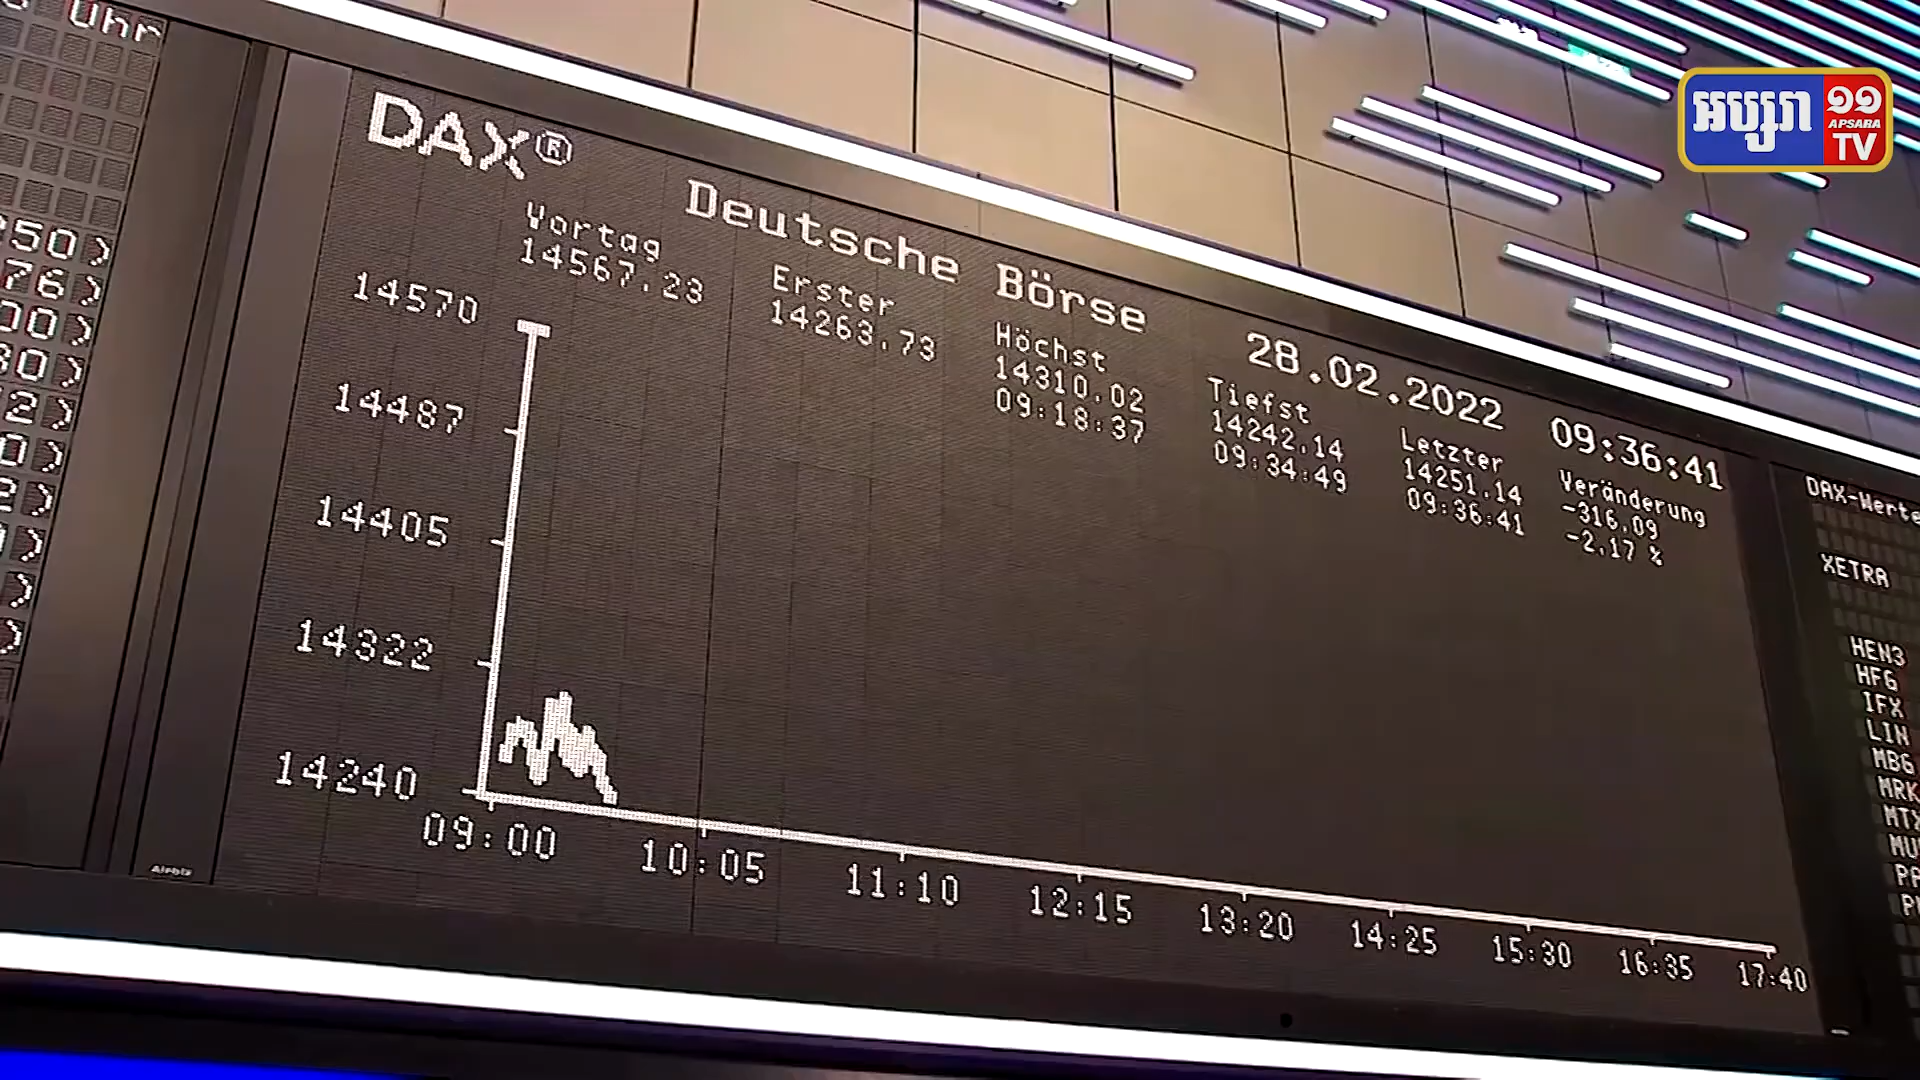 Uhr
DAX®
Deutsche Börse
28.02.2022
09:36:41
Vortag
14567.23
Erster
14263.73
Höchst
14310.02
09:18:37
Tiefst
14242.14
09:34:49
Letzter
14251.14
09:36:41
Veränderung
-316.09
-2.17 %
14570
14487
14405
14322
14240
09:00
10:05
11:10
12:15
13:20
14:25
15:30
16:35
17:40
XETRA
HEN3
HFG
IFX
LIN
MBG
អប្សរា
១១
APSARA
TV